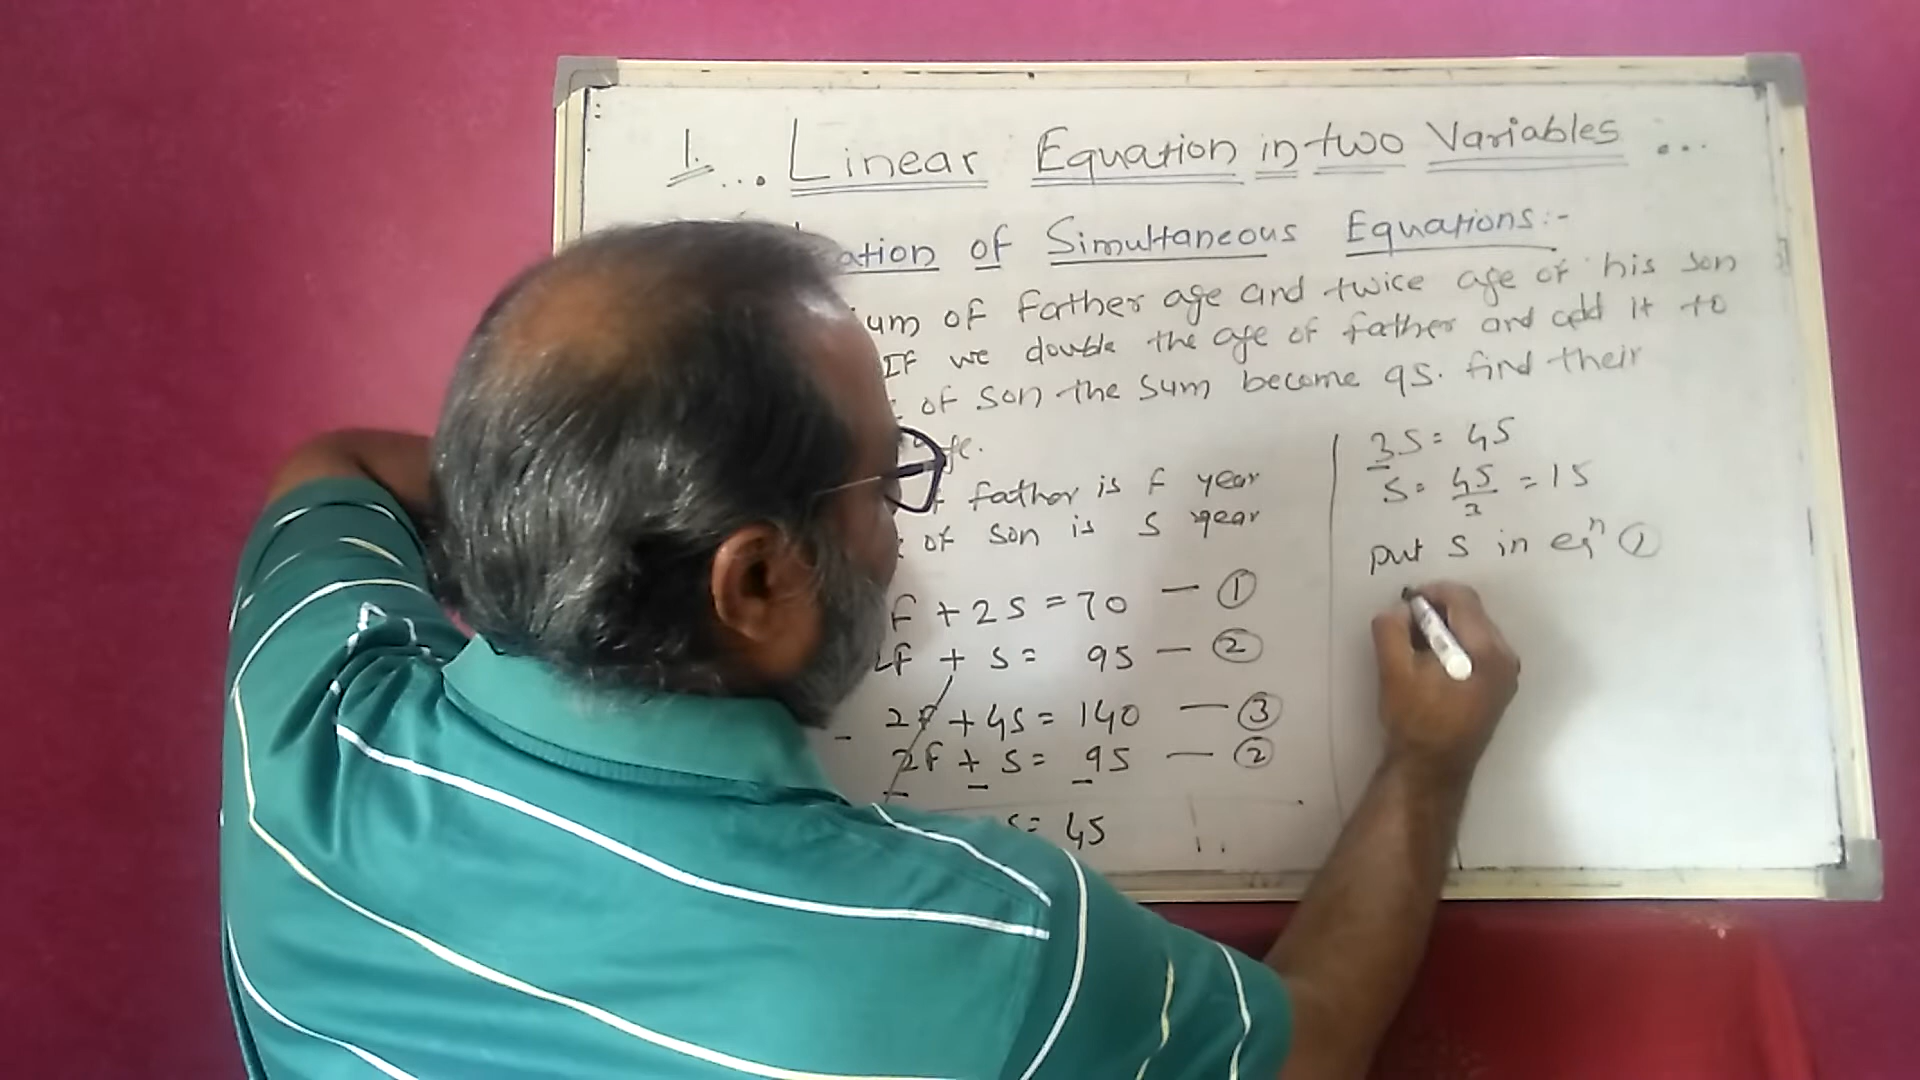 1. ... Linear Equation in two Variables ...
ation of Simultaneous Equations:-
um of father age and twice age of his son
If we double the age of father and add it to
of son the sum become 95. find their
father is F year
of son is S year
F + 2S = 70 — ①
2F + S = 95 — ②
- 2F + 4S = 140 — ③
2F + S = 95 — ②
- - -
S = 45
3S = 45
S = 45/3 = 15
put S in eqn ①